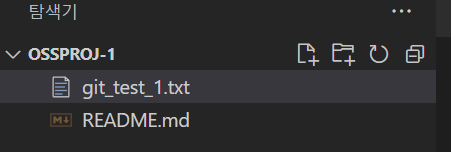 탐색기
OSSPROJ-1
git_test_1.txt
README.md